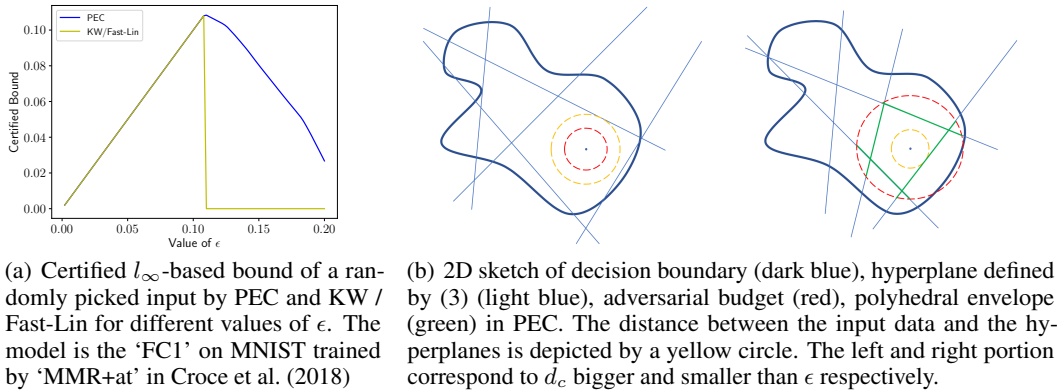 PEC
KW/Fast-Lin
0.10
0.08
0.06
0.04
0.02
0.00
Certified Bound
0.00 0.05 0.10 0.15 0.20
Value of ϵ
(a) Certified l∞-based bound of a ran-
domly picked input by PEC and KW /
Fast-Lin for different values of ϵ. The
model is the ‘FC1’ on MNIST trained
by ‘MMR+at’ in Croce et al. (2018)
(b) 2D sketch of decision boundary (dark blue), hyperplane defined
by (3) (light blue), adversarial budget (red), polyhedral envelope
(green) in PEC. The distance between the input data and the hy-
perplanes is depicted by a yellow circle. The left and right portion
correspond to dc bigger and smaller than ϵ respectively.